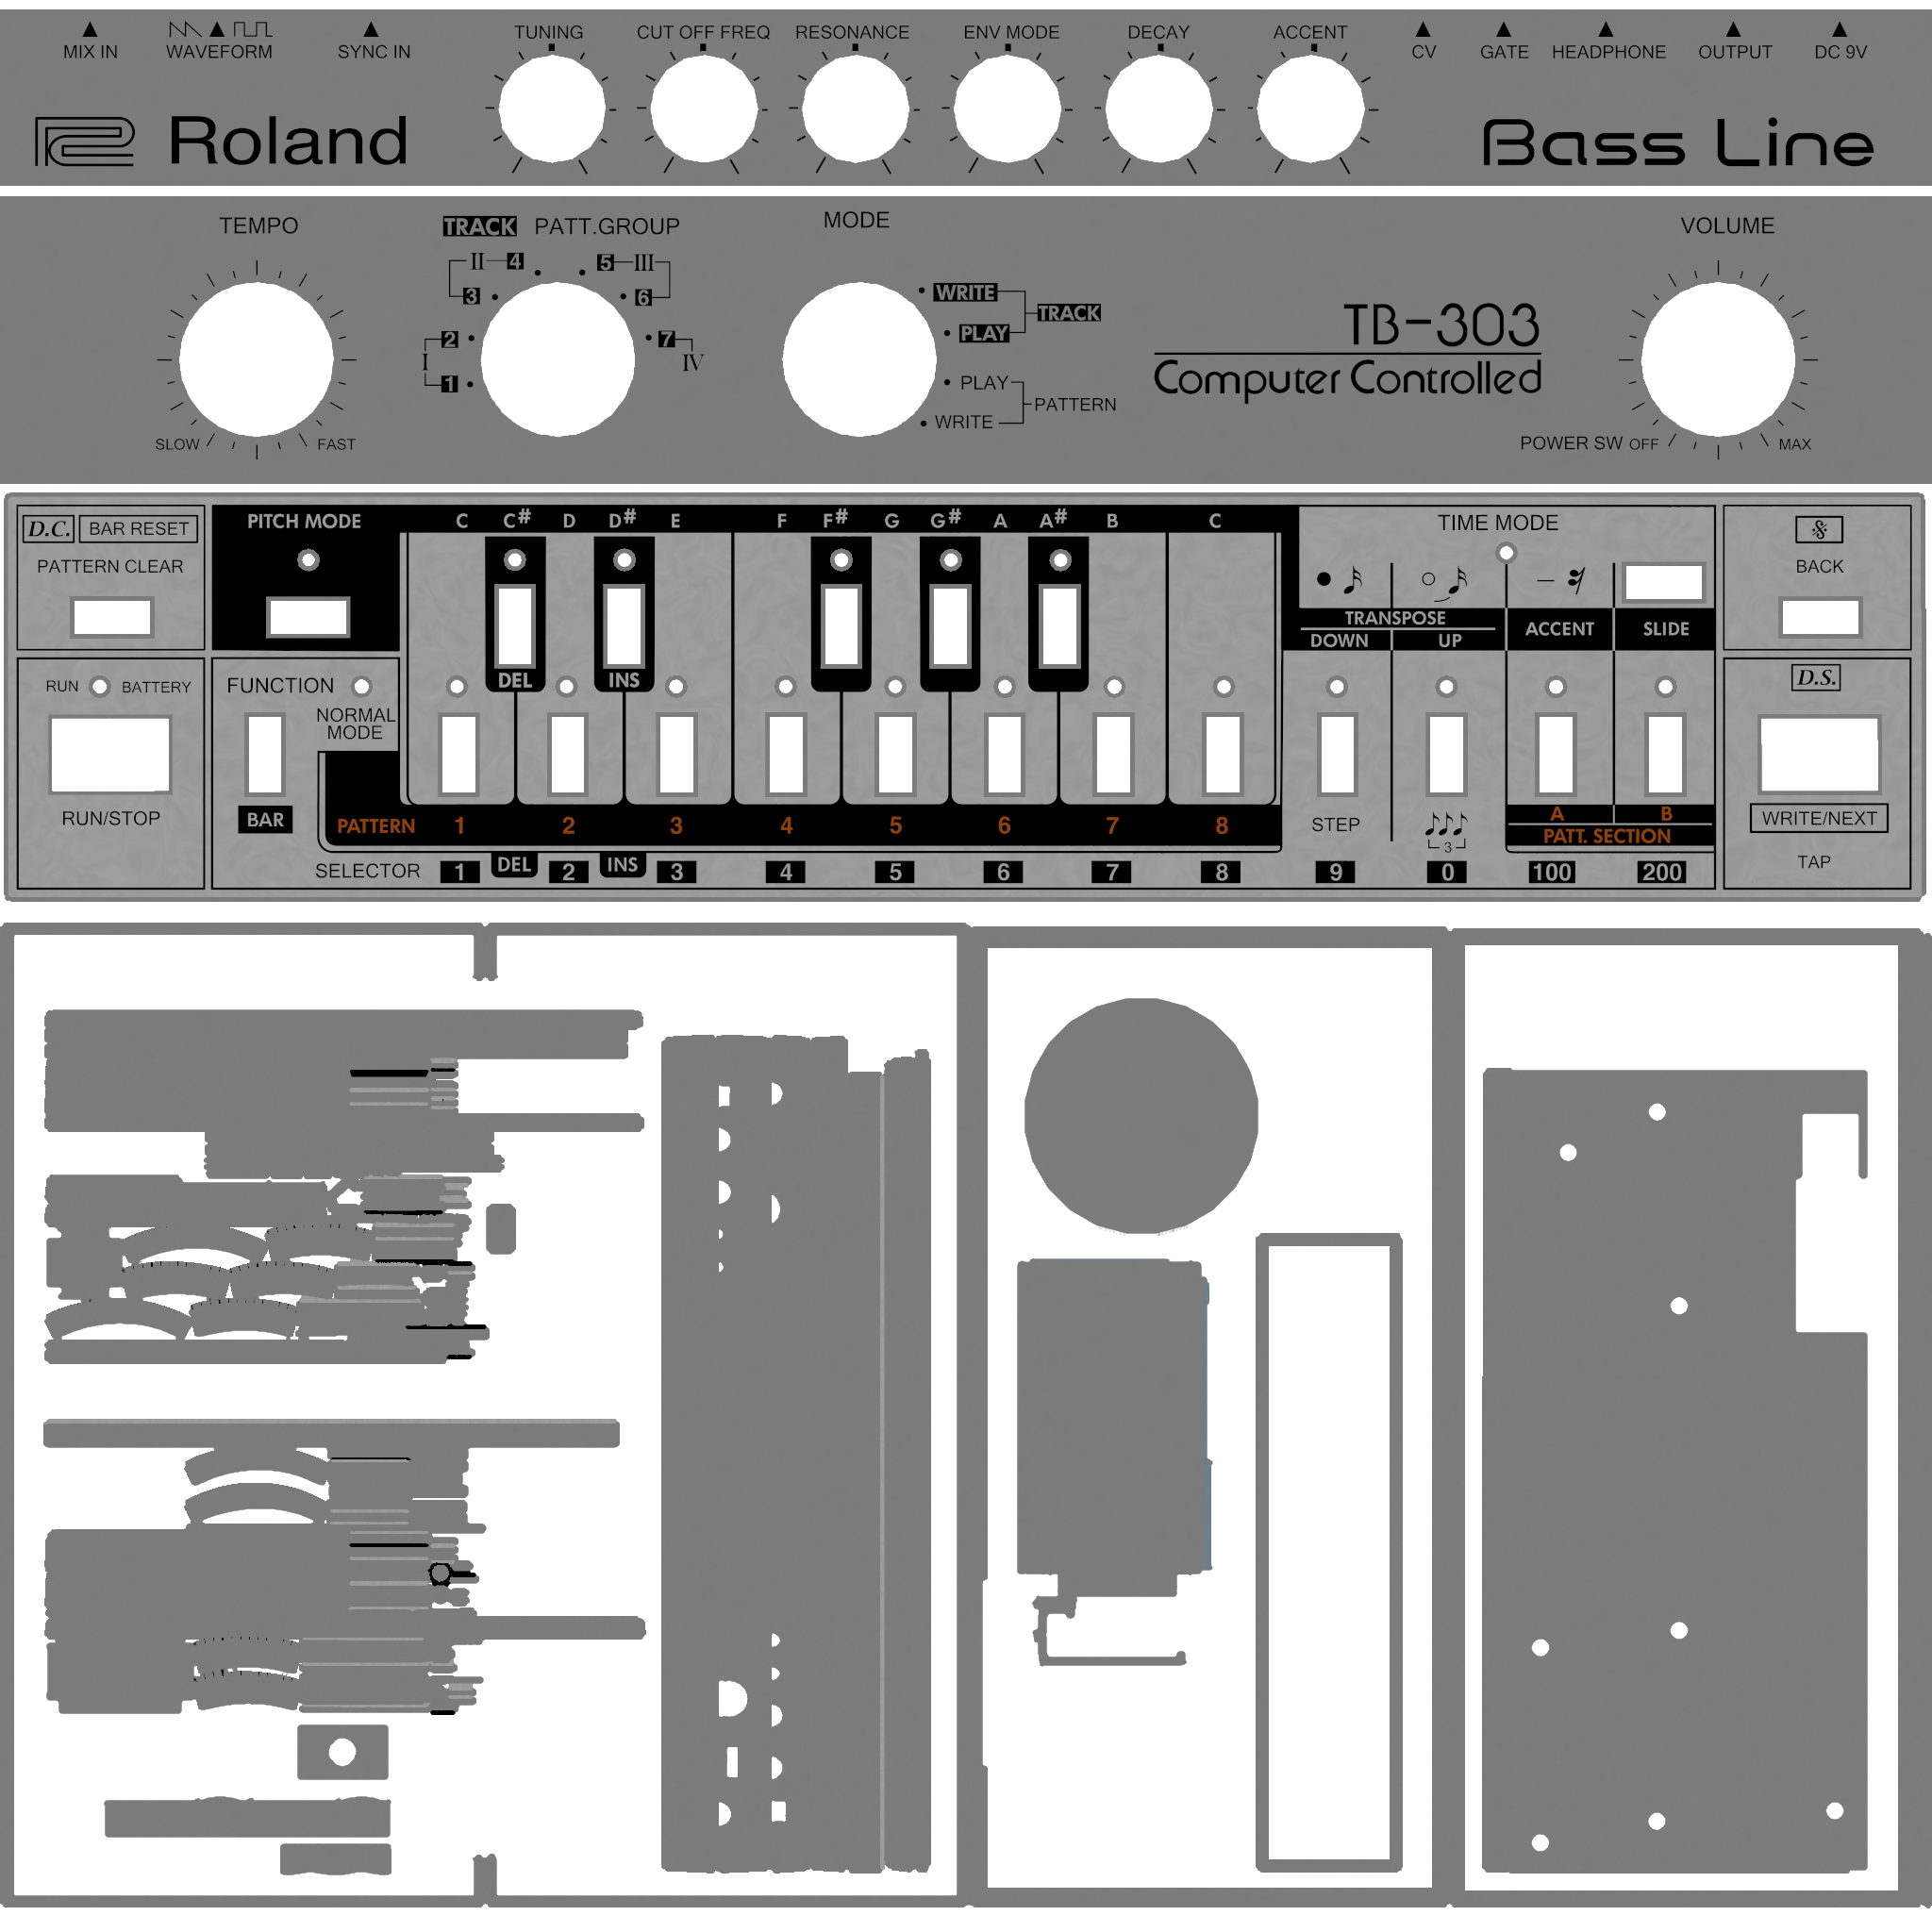 TUNING CUT OFF FREQ RESONANCE ENV MODE DECAY ACCENT
MIX IN WAVEFORM SYNC IN CV GATE HEADPHONE OUTPUT DC 9V
Roland Bass Line
TEMPO TRACK PATT.GROUP MODE VOLUME
II 4 5 III
3 6 WRITE
TRACK
2 7 PLAY TB-303
I IV
1 PLAY Computer Controlled
PATTERN
WRITE
SLOW FAST POWER SW OFF MAX
D.C. BAR RESET PITCH MODE C C# D D# E F F# G G# A A# B C TIME MODE
PATTERN CLEAR BACK
TRANSPOSE
DOWN UP ACCENT SLIDE
RUN BATTERY FUNCTION DEL INS D.S.
NORMAL
MODE
RUN/STOP BAR PATTERN 1 2 3 4 5 6 7 8 STEP A B WRITE/NEXT
PATT. SECTION
3
SELECTOR 1 DEL 2 INS 3 4 5 6 7 8 9 0 100 200 TAP